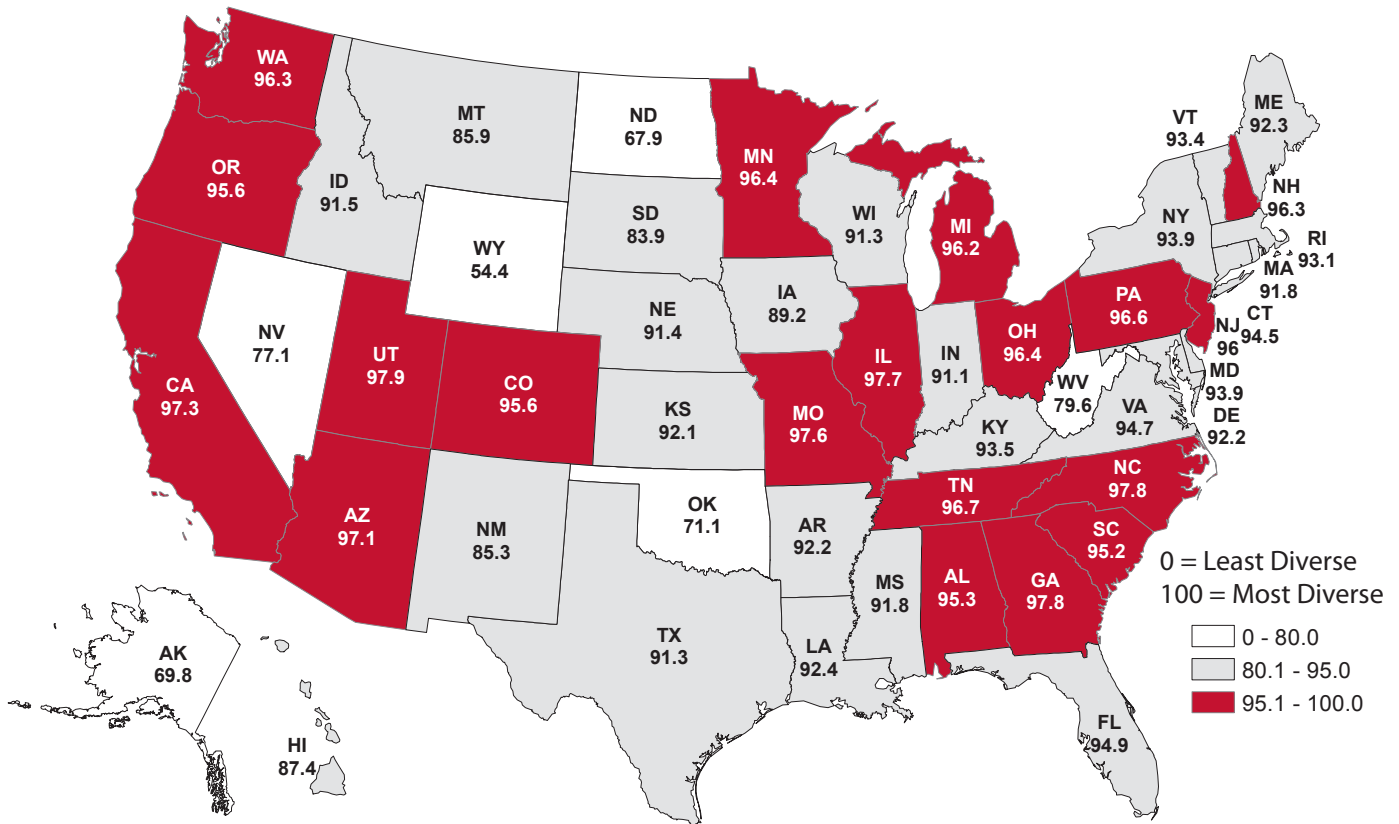 WA
96.3
OR
95.6
CA
97.3
NV
77.1
ID
91.5
MT
85.9
WY
54.4
UT
97.9
AZ
97.1
CO
95.6
NM
85.3
ND
67.9
SD
83.9
NE
91.4
KS
92.1
OK
71.1
TX
91.3
MN
96.4
IA
89.2
MO
97.6
AR
92.2
LA
92.4
WI
91.3
IL
97.7
MI
96.2
IN
91.1
OH
96.4
KY
93.5
TN
96.7
MS
91.8
AL
95.3
GA
97.8
FL
94.9
SC
95.2
NC
97.8
VA
94.7
WV
79.6
PA
96.6
NY
93.9
VT
93.4
ME
92.3
NH
96.3
RI
93.1
MA
91.8
CT
94.5
NJ
96
MD
93.9
DE
92.2
AK
69.8
HI
87.4
0 = Least Diverse
100 = Most Diverse
0 - 80.0
80.1 - 95.0
95.1 - 100.0